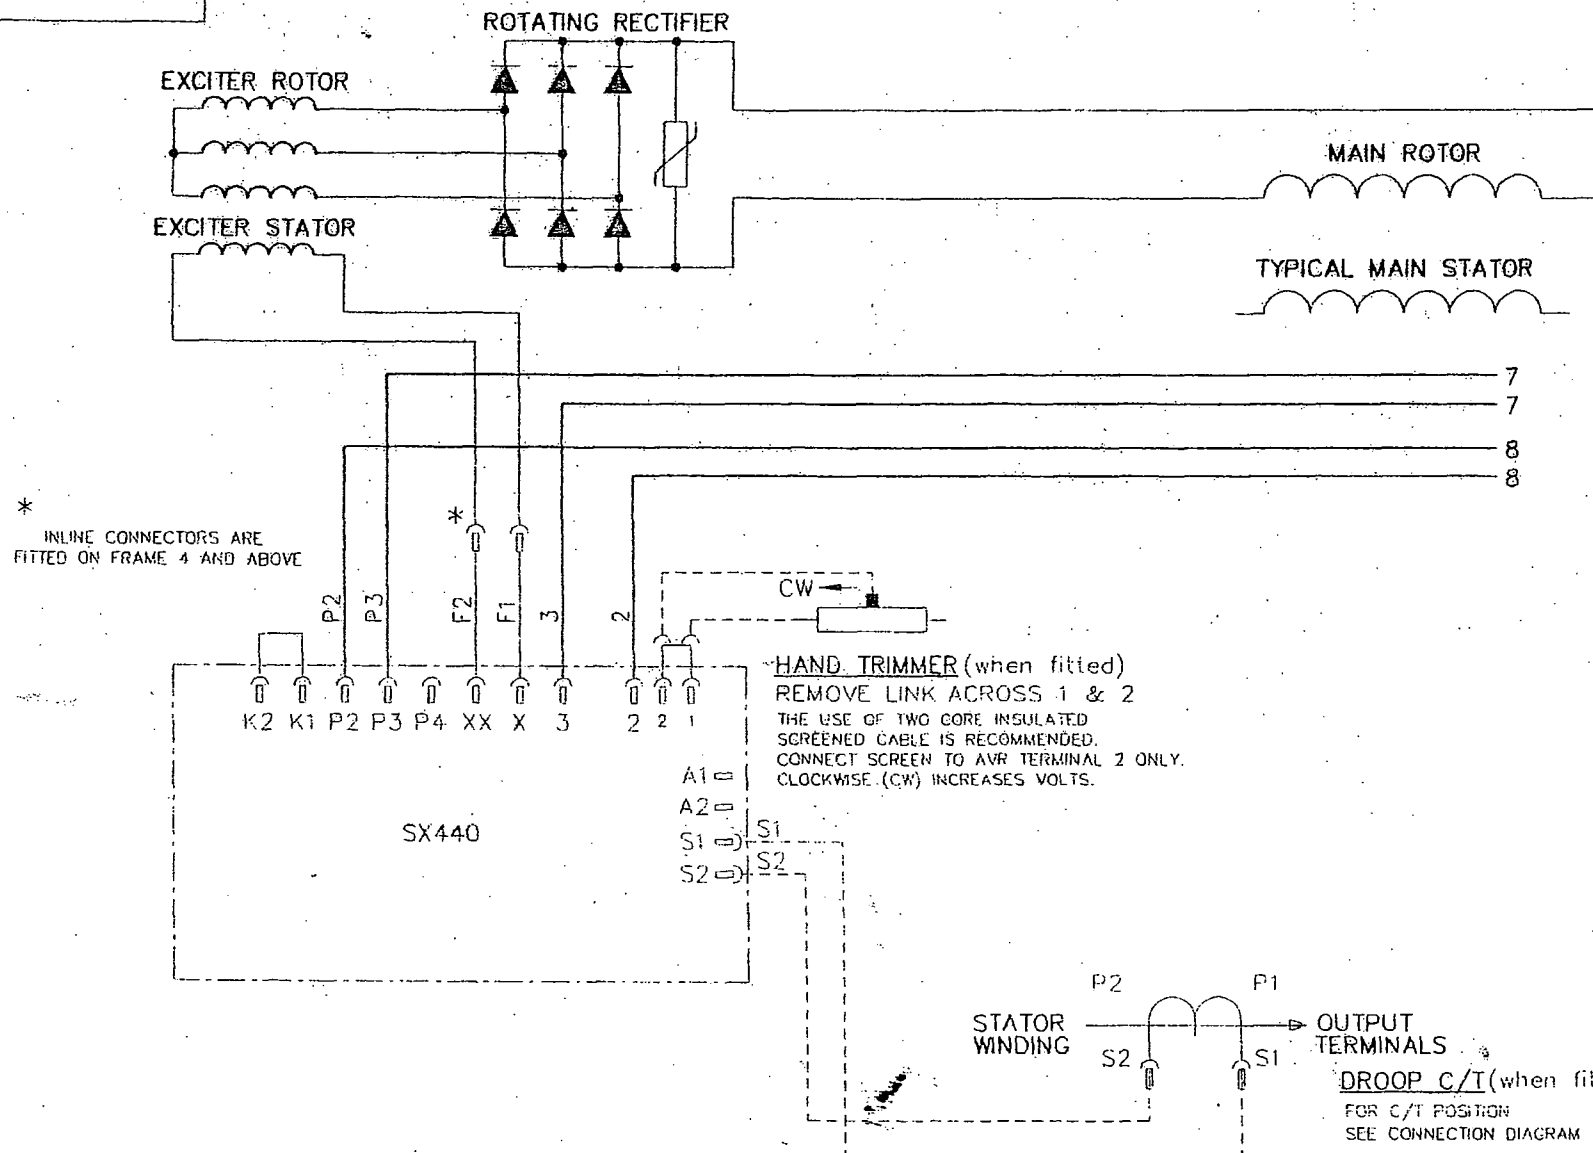 ROTATING RECTIFIER
EXCITER ROTOR
MAIN ROTOR
EXCITER STATOR
TYPICAL MAIN STATOR
7
7
8
8
*
INLINE CONNECTORS ARE
FITTED ON FRAME 4 AND ABOVE
*
P2 P3 F2 F1 3 2
CW
HAND TRIMMER (when fitted)
REMOVE LINK ACROSS 1 & 2
THE USE OF TWO CORE INSULATED
SCREENED CABLE IS RECOMMENDED.
CONNECT SCREEN TO AVR TERMINAL 2 ONLY.
CLOCKWISE (CW) INCREASES VOLTS.
K2 K1 P2 P3 P4 XX X 3 2 2 1
A1
A2
S1 S1
S2 S2
SX440
P2 P1
STATOR
WINDING
OUTPUT
TERMINALS
S2 S1
DROOP C/T (when fi
FOR C/T POSITION
SEE CONNECTION DIAGRAM